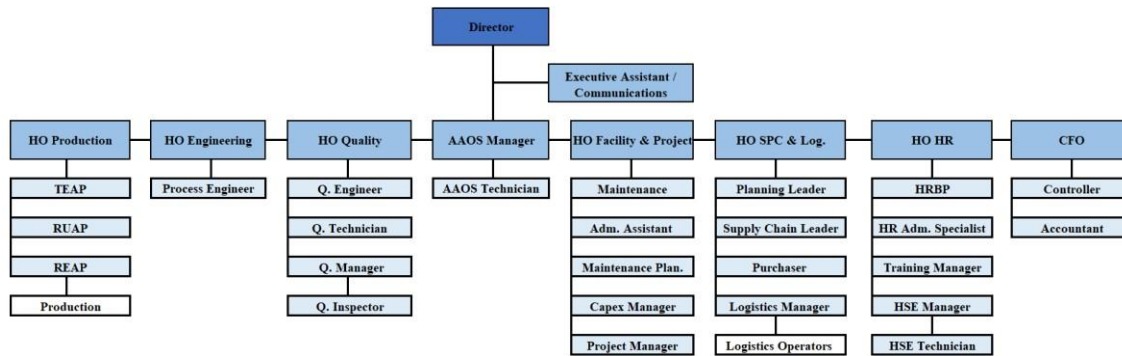 Director
Executive Assistant /
Communications
HO Production
HO Engineering
HO Quality
AAOS Manager
HO Facility & Project
HO SPC & Log.
HO HR
CFO
TEAP
Process Engineer
Q. Engineer
AAOS Technician
Maintenance
Planning Leader
HRBP
Controller
RUAP
Q. Technician
Adm. Assistant
Supply Chain Leader
HR Adm. Specialist
Accountant
REAP
Q. Manager
Maintenance Plan.
Purchaser
Training Manager
Production
Q. Inspector
Capex Manager
Logistics Manager
HSE Manager
Project Manager
Logistics Operators
HSE Technician